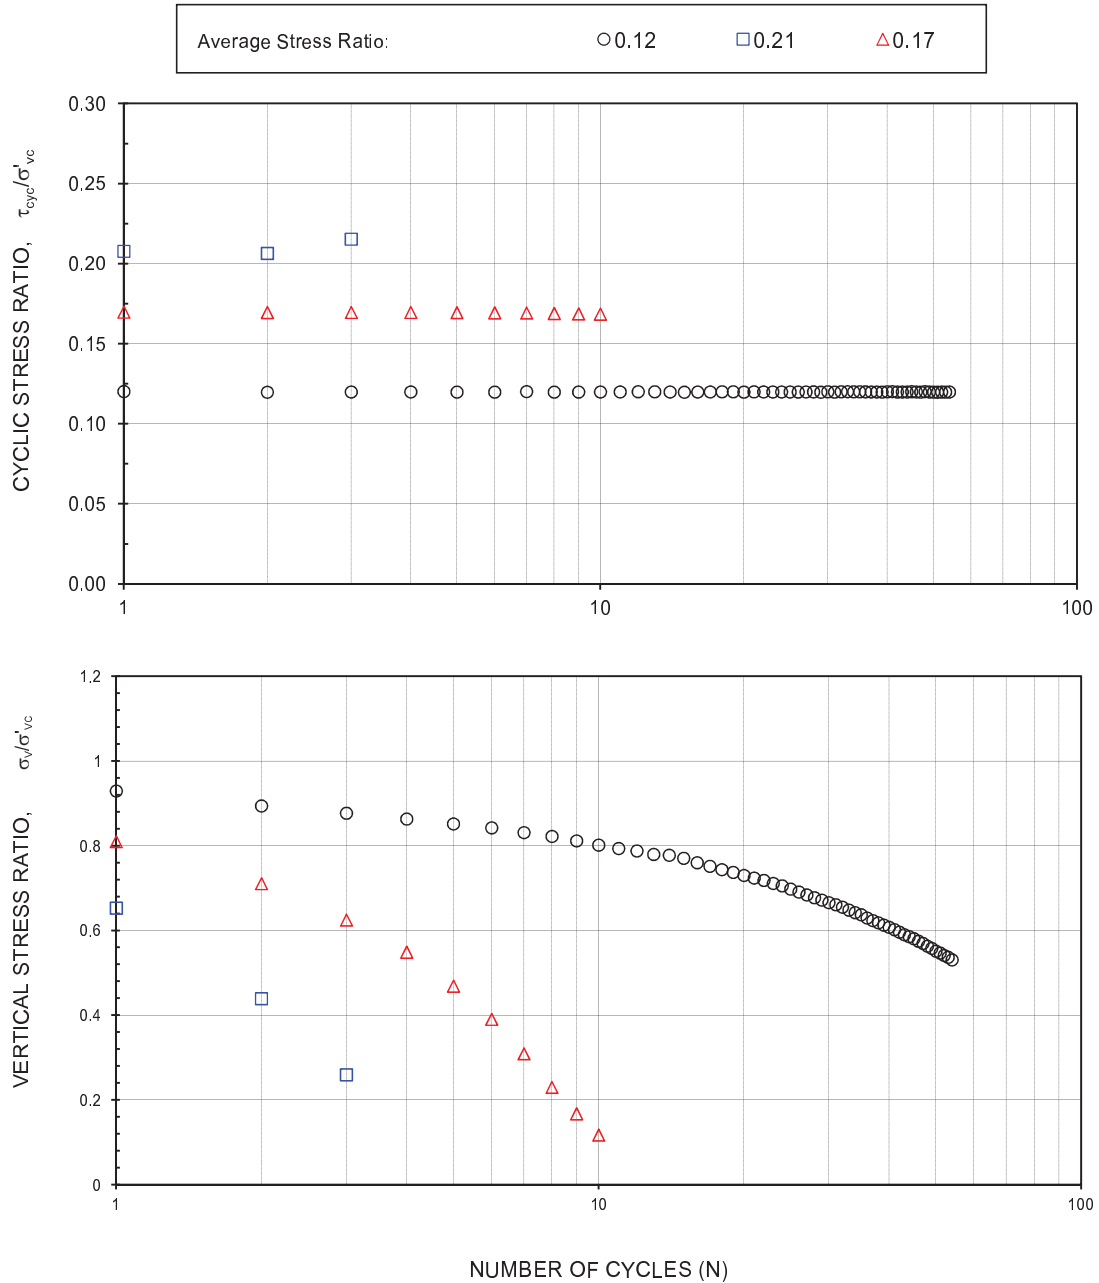 Average Stress Ratio: 0.12 0.21 0.17
CYCLIC STRESS RATIO, τcyc/σ'vc
0.30
0.25
0.20
0.15
0.10
0.05
0.00
1 10 100
VERTICAL STRESS RATIO, σv/σ'vc
1.2
1
0.8
0.6
0.4
0.2
0
1 10 100
NUMBER OF CYCLES (N)